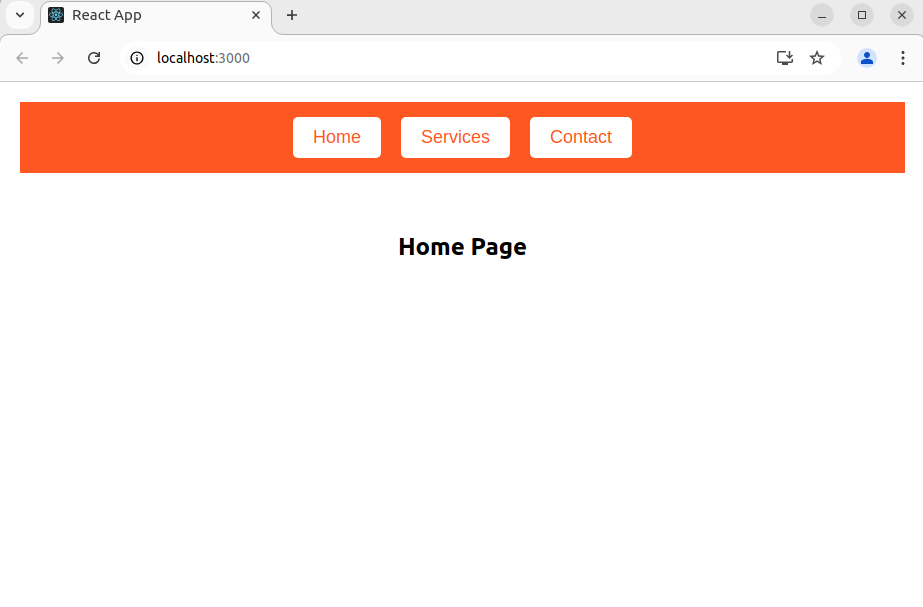 React App
localhost:3000
Home Services Contact
Home Page